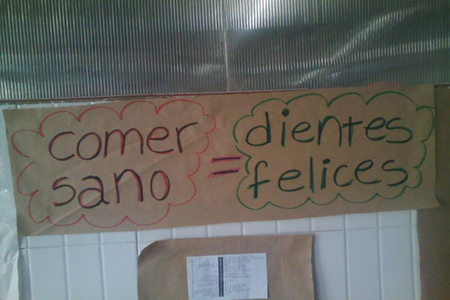 comer sano = dientes felices